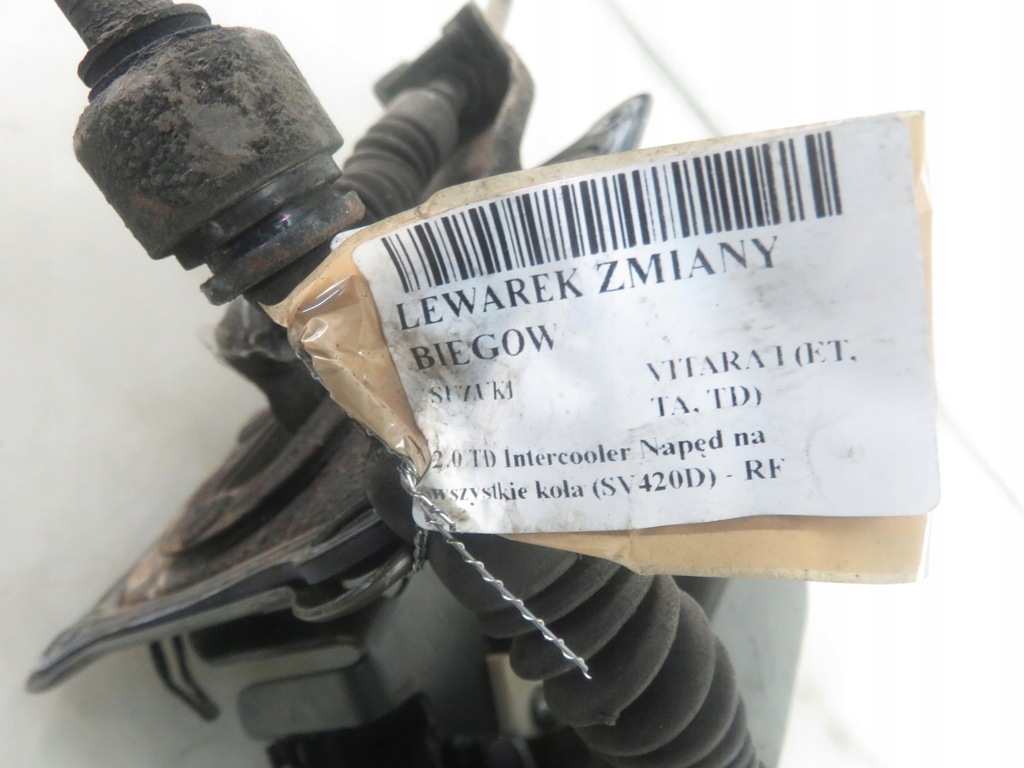 LEWAREK ZMIANY
BIEGOW
SUZUKI
VITARA I (ET,
TA, TD)
2.0 TD Intercooler Napęd na
wszystkie koła (SV420D) - RF